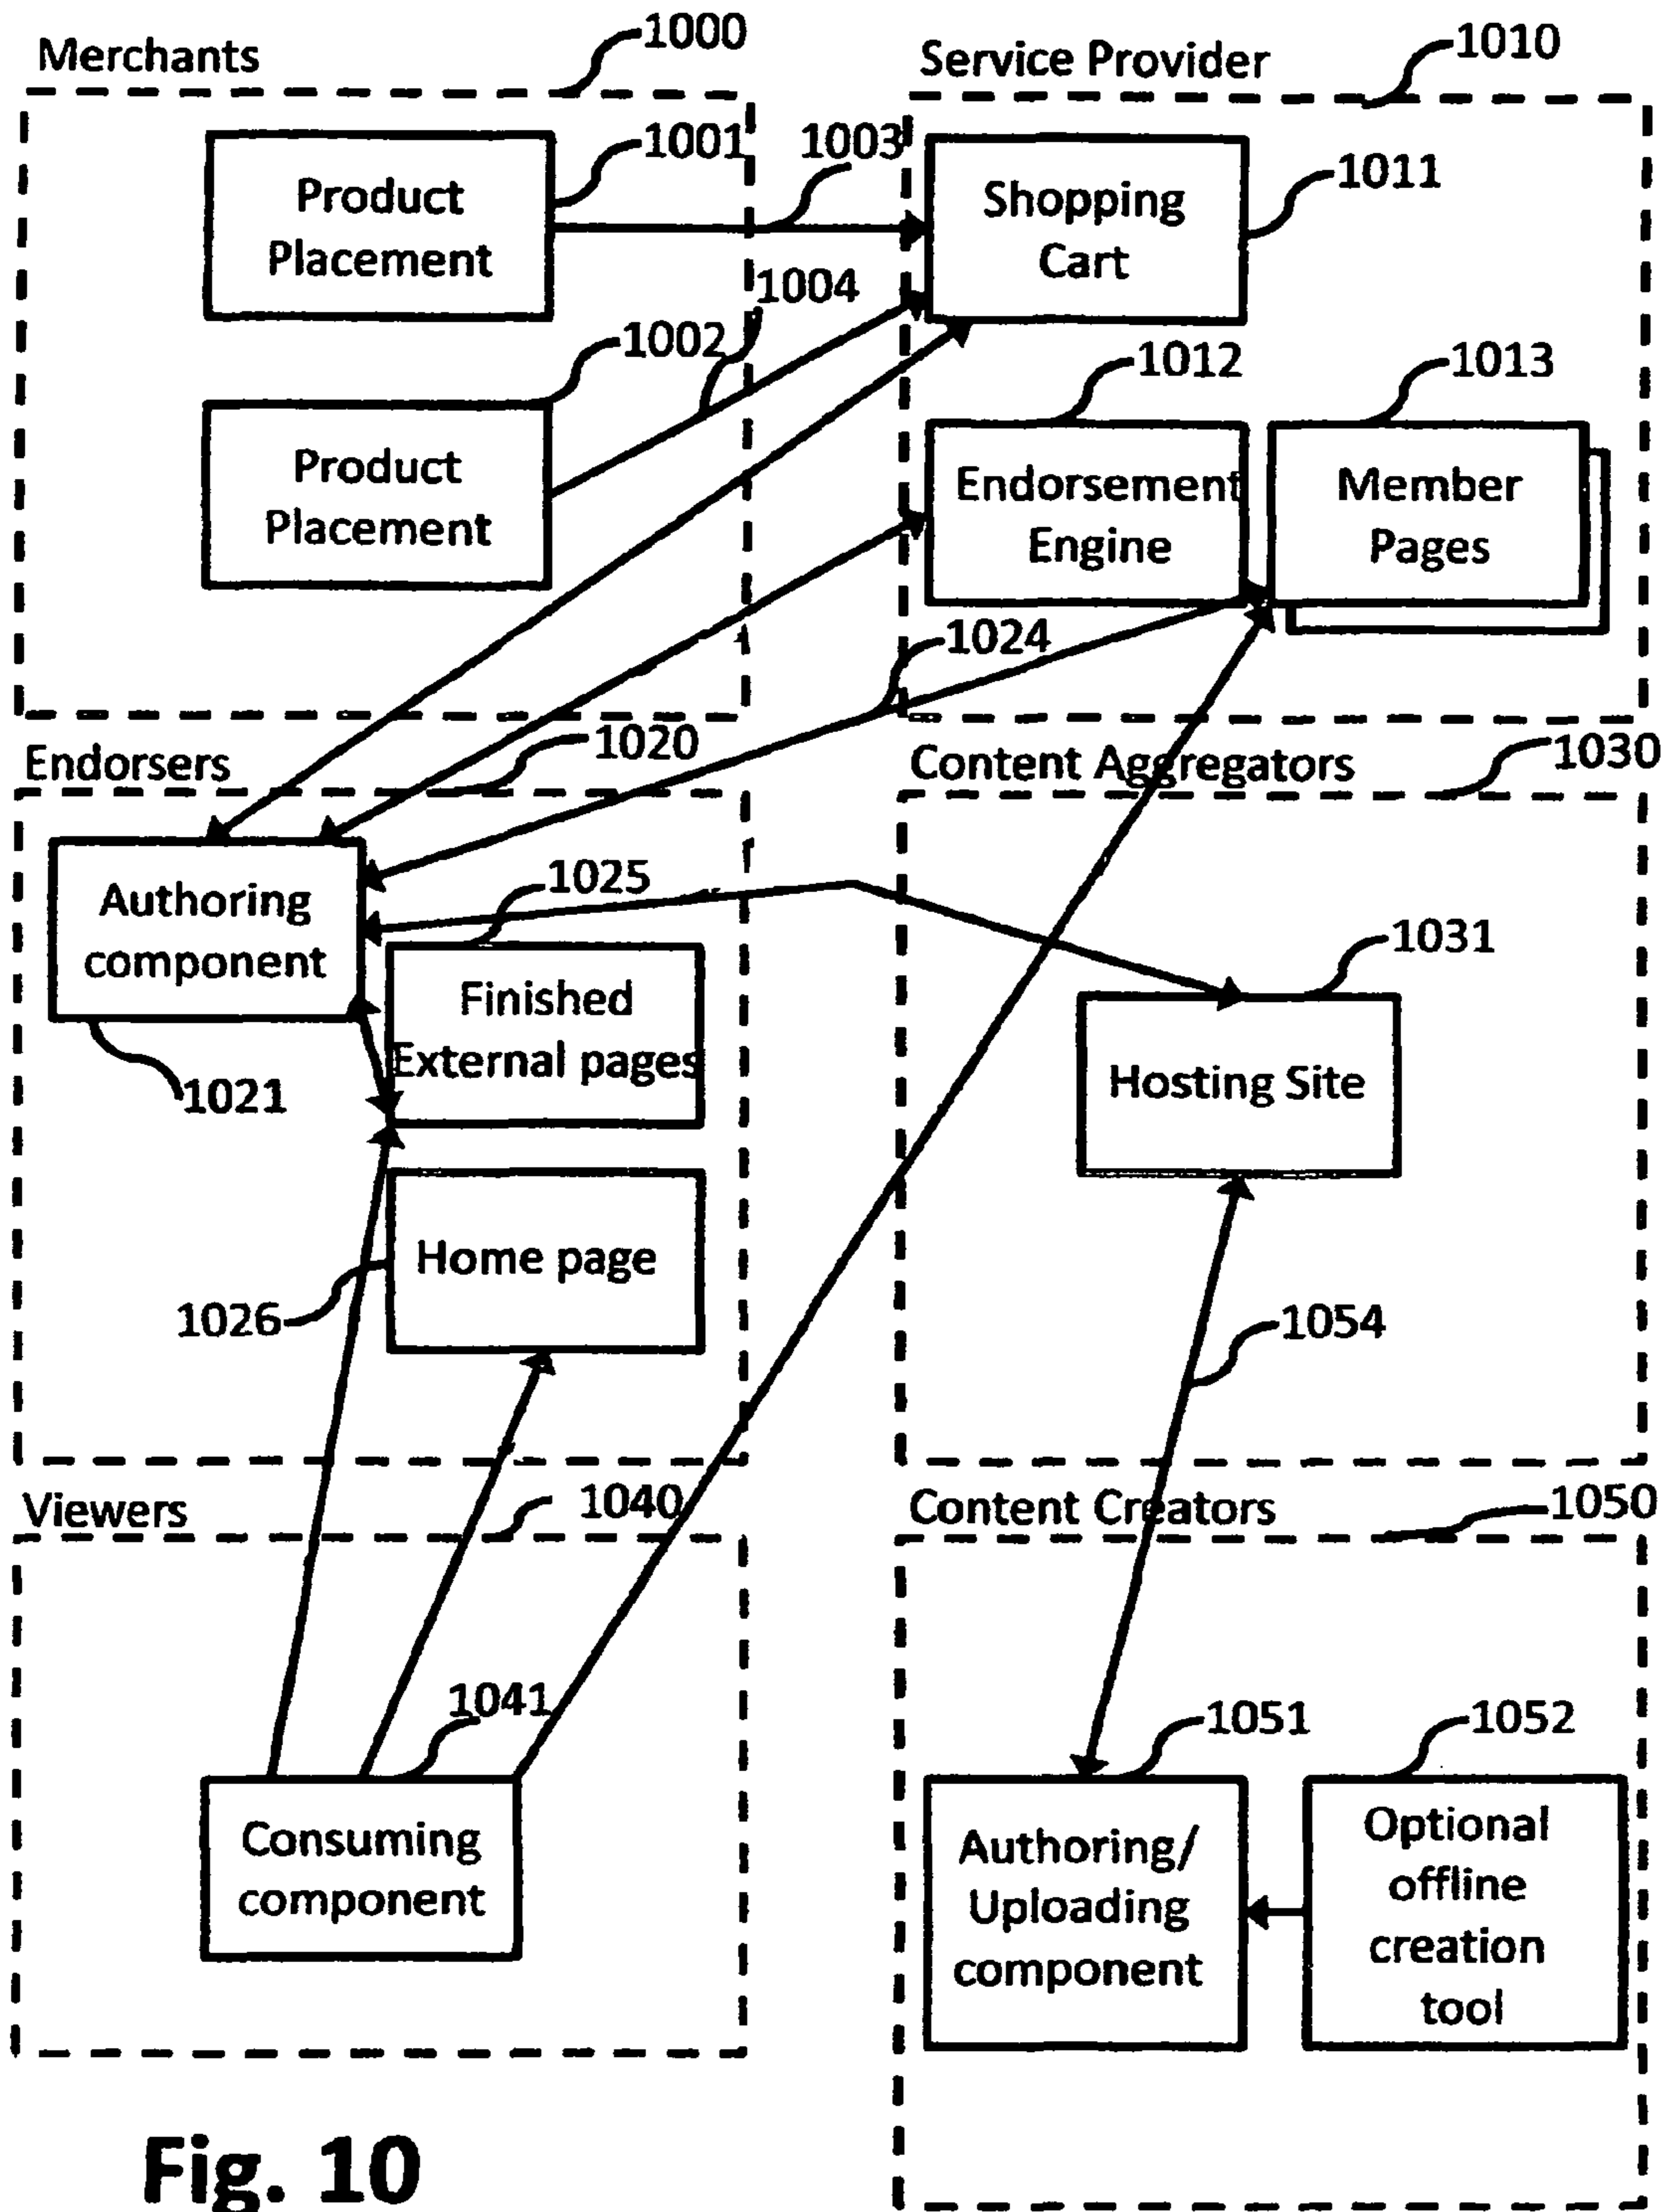 Merchants
1000
Service Provider
1010
Product
Placement
1001
1003
Shopping
Cart
1011
1004
Product
Placement
1002
1012
1013
Endorsement
Engine
Member
Pages
1024
Endorsers
1020
Content Aggregators
1030
Authoring
component
1021
1025
Finished
External pages
1031
Hosting Site
Home page
1026
1054
Viewers
1040
Content Creators
1050
1041
Consuming
component
1051
1052
Authoring/
Uploading
component
Optional
offline
creation
tool
Fig. 10